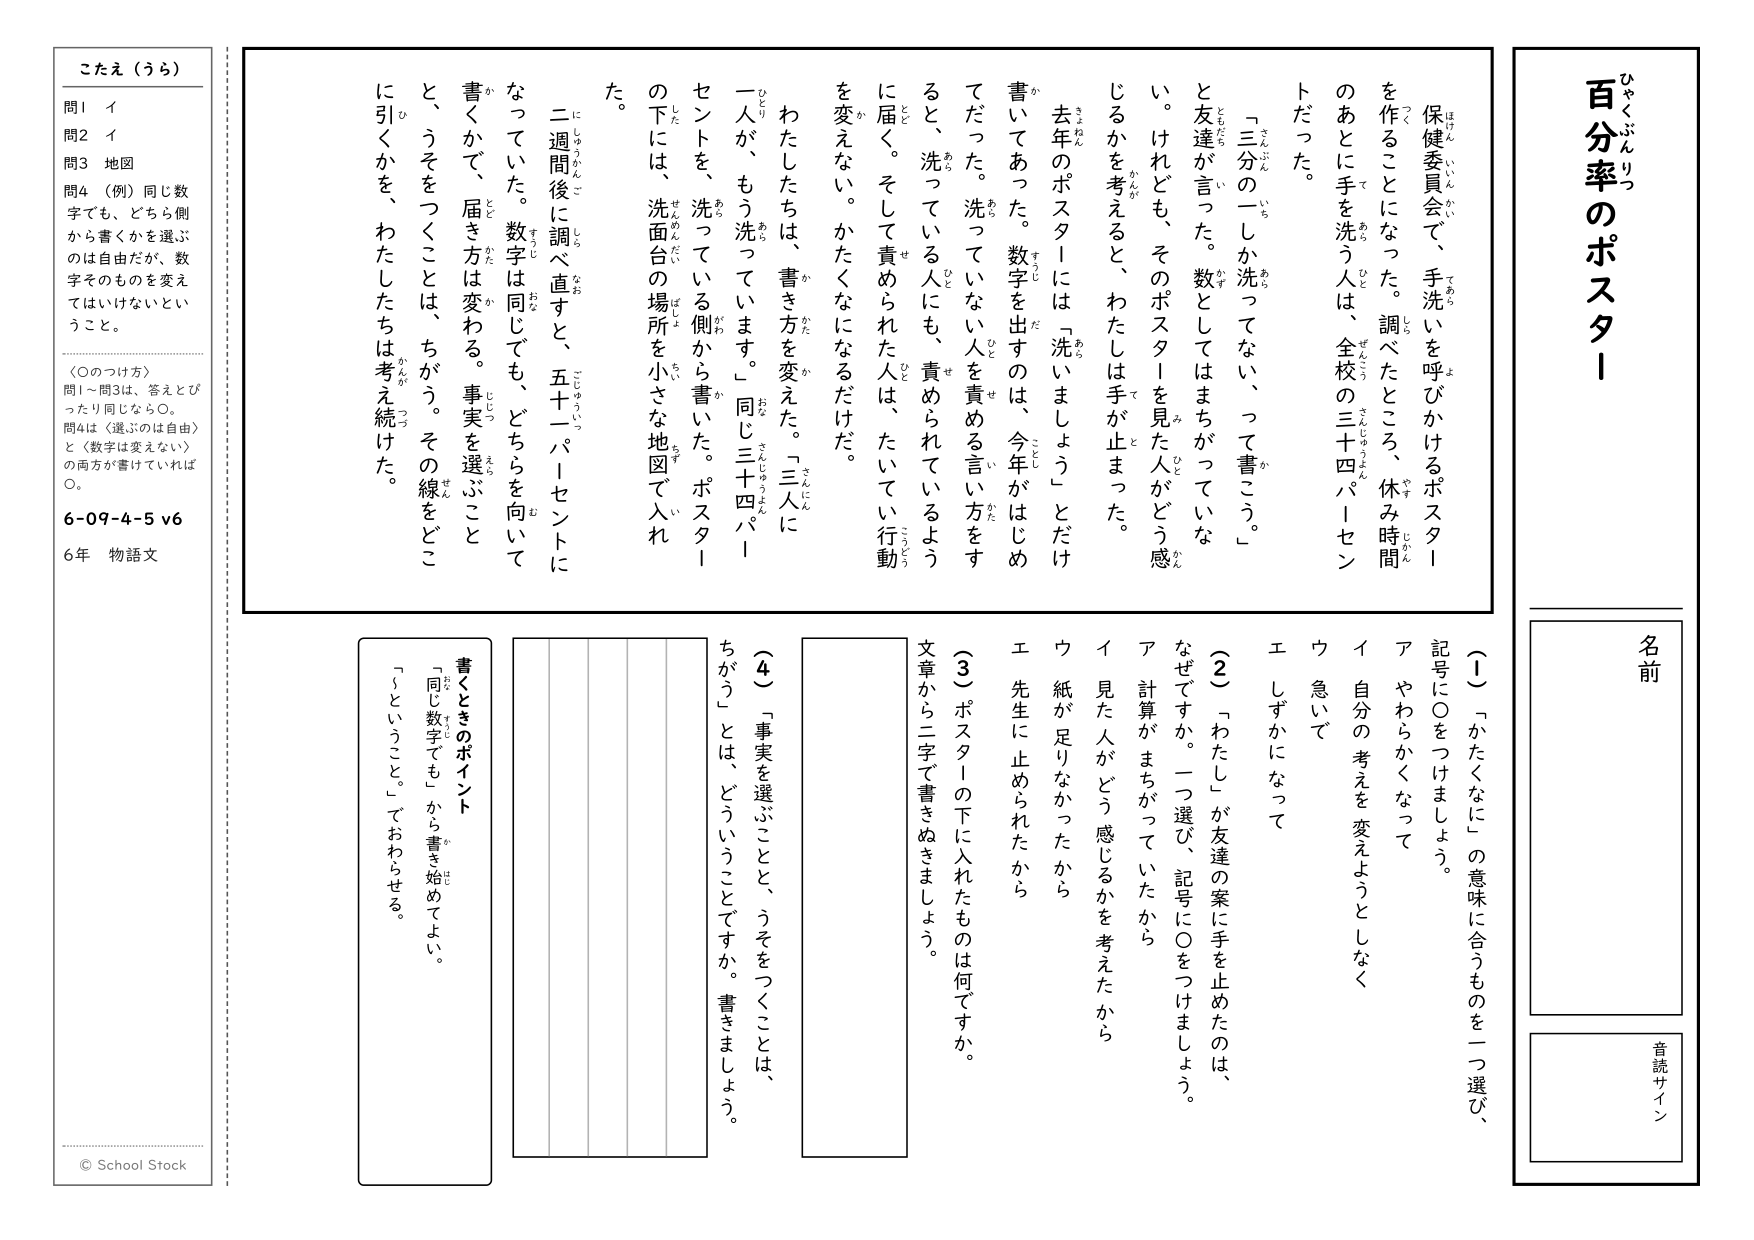 百分率のポスター
ひゃくぶんりつ
名前
音読サイン
保健委員会で、手洗いを呼びかけるポスター
を作ることになった。調べたところ、休み時間
のあとに手を洗う人は、全校の三十四パーセン
トだった。
「三分の一しか洗ってない、って書こう。」
と友達が言った。数としてはまちがっていな
い。けれども、そのポスターを見た人がどう感
じるかを考えると、わたしは手が止まった。
去年のポスターには「洗いましょう」とだけ
書いてあった。数字を出すのは、今年がはじめ
てだった。洗っていない人を責める言い方をす
ると、洗っている人にも、責められているよう
に届く。そして責められた人は、たいてい行動
を変えない。かたくなになるだけだ。
わたしたちは、書き方を変えた。「三人に
一人が、もう洗っています。」同じ三十四パー
セントを、洗っている側から書いた。ポスター
の下には、洗面台の場所を小さな地図で入れ
た。
二週間後に調べ直すと、五十一パーセントに
なっていた。数字は同じでも、どちらを向いて
書くかで、届き方は変わる。事実を選ぶこと
と、うそをつくことは、ちがう。その線をどこ
に引くかを、わたしたちは考え続けた。
(1)「かたくなに」の意味に合うものを一つ選び、
記号に○をつけましょう。
ア やわらかくなって
イ 自分の考えを変えようとしなく
ウ 急いで
エ しずかになって
(2)「わたし」が友達の案に手を止めたのは、
なぜですか。一つ選び、記号に○をつけましょう。
ア 計算がまちがっていたから
イ 見た人がどう感じるかを考えたから
ウ 紙が足りなかったから
エ 先生に止められたから
(3)ポスターの下に入れたものは何ですか。
文章から二字で書きぬきましょう。
(4)「事実を選ぶことと、うそをつくことは、
ちがう」とは、どういうことですか。書きましょう。
書くときのポイント
「同じ数字でも」から書き始めてよい。
「～ということ。」でおわらせる。
こたえ（うら）
問1 イ
問2 イ
問3 地図
問4 （例）同じ数
字でも、どちら側
から書くかを選ぶ
のは自由だが、数
字そのものを変え
てはいけないとい
うこと。
〈○のつけ方〉
問1～問3は、答えとぴ
ったり同じなら○。
問4は〈選ぶのは自由〉
と〈数字は変えない〉
の両方が書けていれば
○。
6-09-4-5 v6
6年 物語文
© School Stock